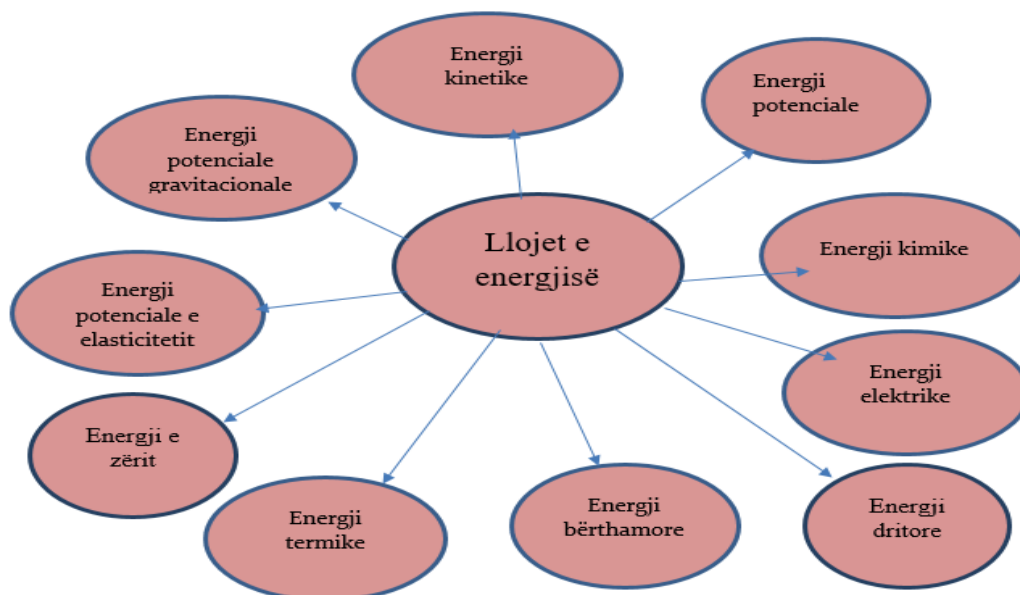 Llojet e
energjisë
Energji
kinetike
Energji
potenciale
Energji kimike
Energji
elektrike
Energji
dritore
Energji
bërthamore
Energji
termike
Energji e
zërit
Energji
potenciale e
elasticitetit
Energji
potenciale
gravitacionale